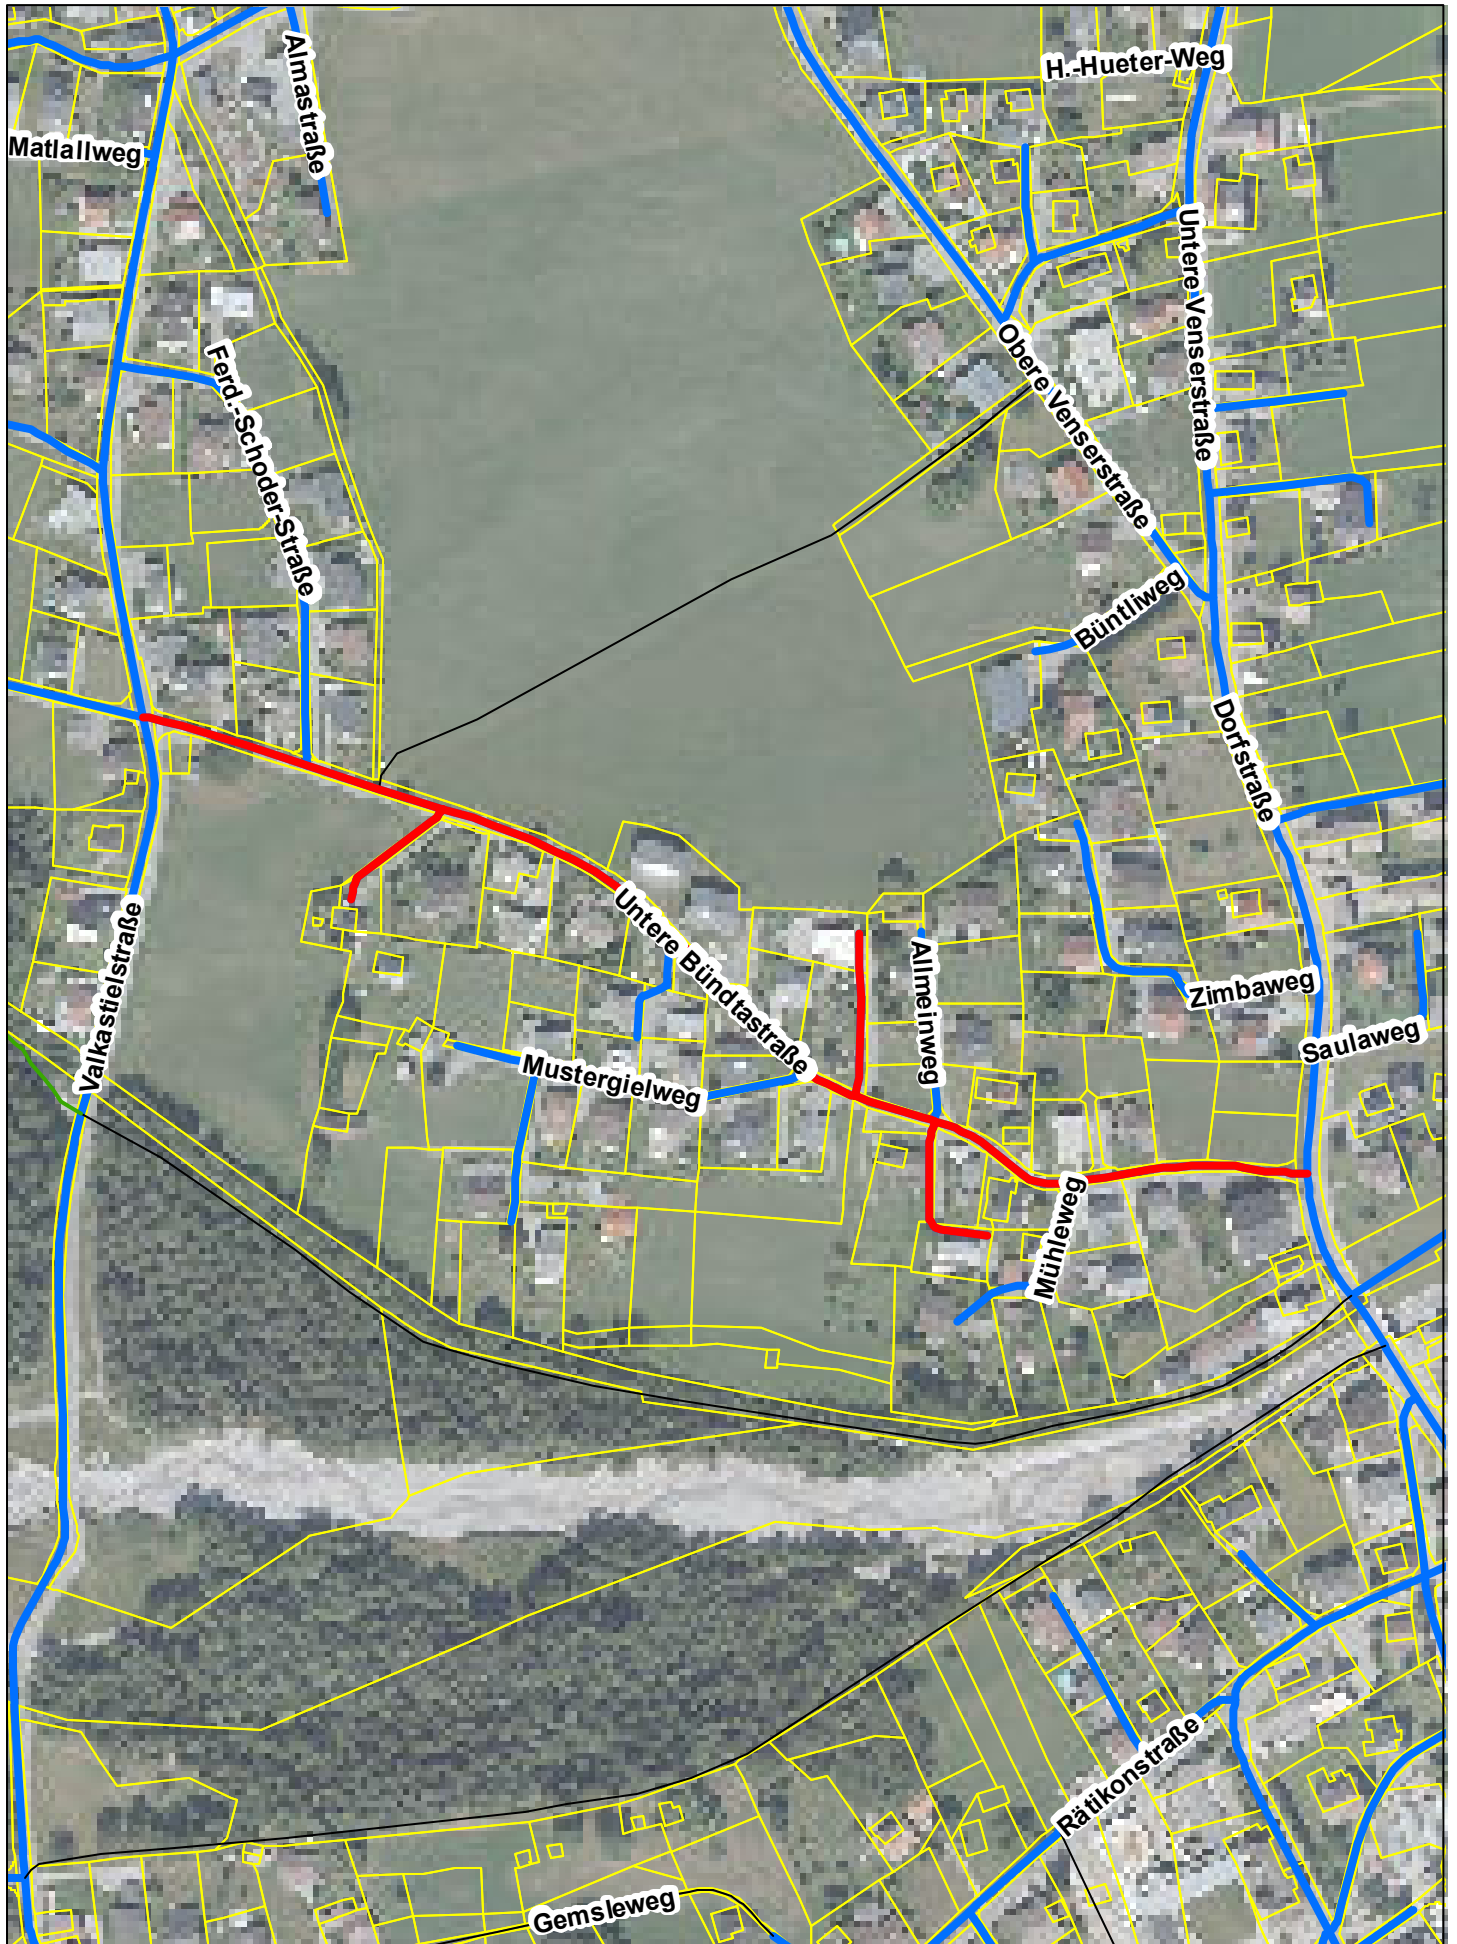 Almastraße
H.-Hueter-Weg
Matlallweg
Untere Venserstraße
Obere Venserstraße
Ferd.-Schoder-Straße
Büntliweg
Dorfstraße
Untere Bündtastraße
Valkastielstraße
Allmeinweg
Zimbaweg
Saulaweg
Mustergielweg
Mühleweg
Rätikonstraße
Gemsleweg